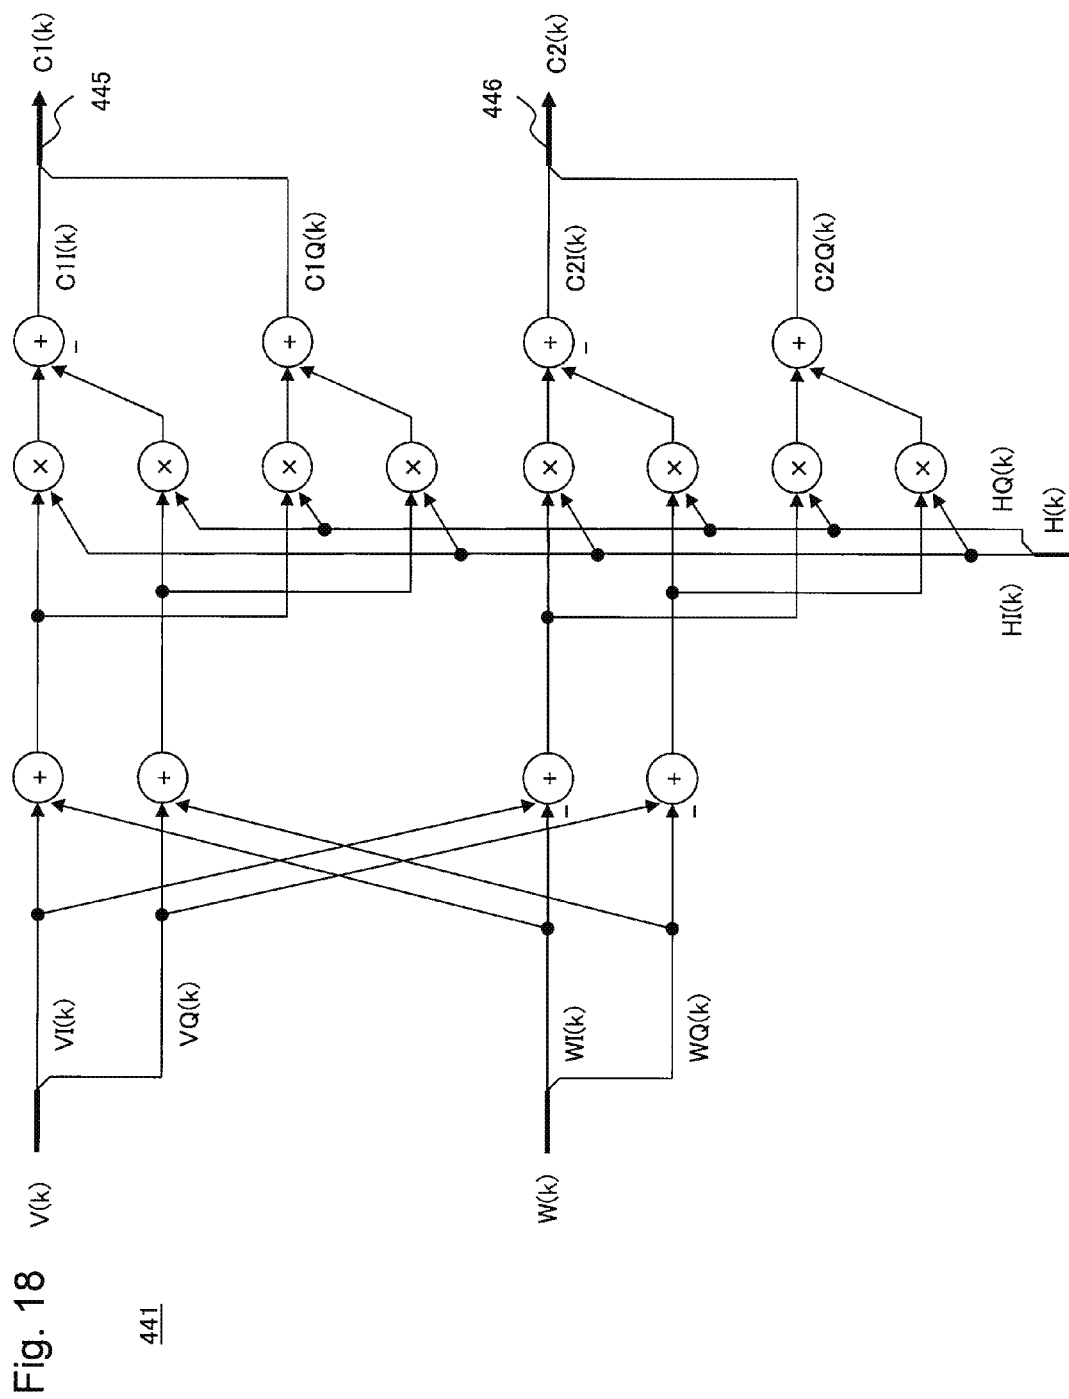 Fig. 18
441
V(k)
VI(k)
VQ(k)
W(k)
WI(k)
WQ(k)
+
+
+
−
+
−
×
×
×
×
×
×
×
×
HI(k)
HQ(k)
H(k)
+
−
+
+
−
+
C1I(k)
C1Q(k)
C2I(k)
C2Q(k)
445
446
C1(k)
C2(k)